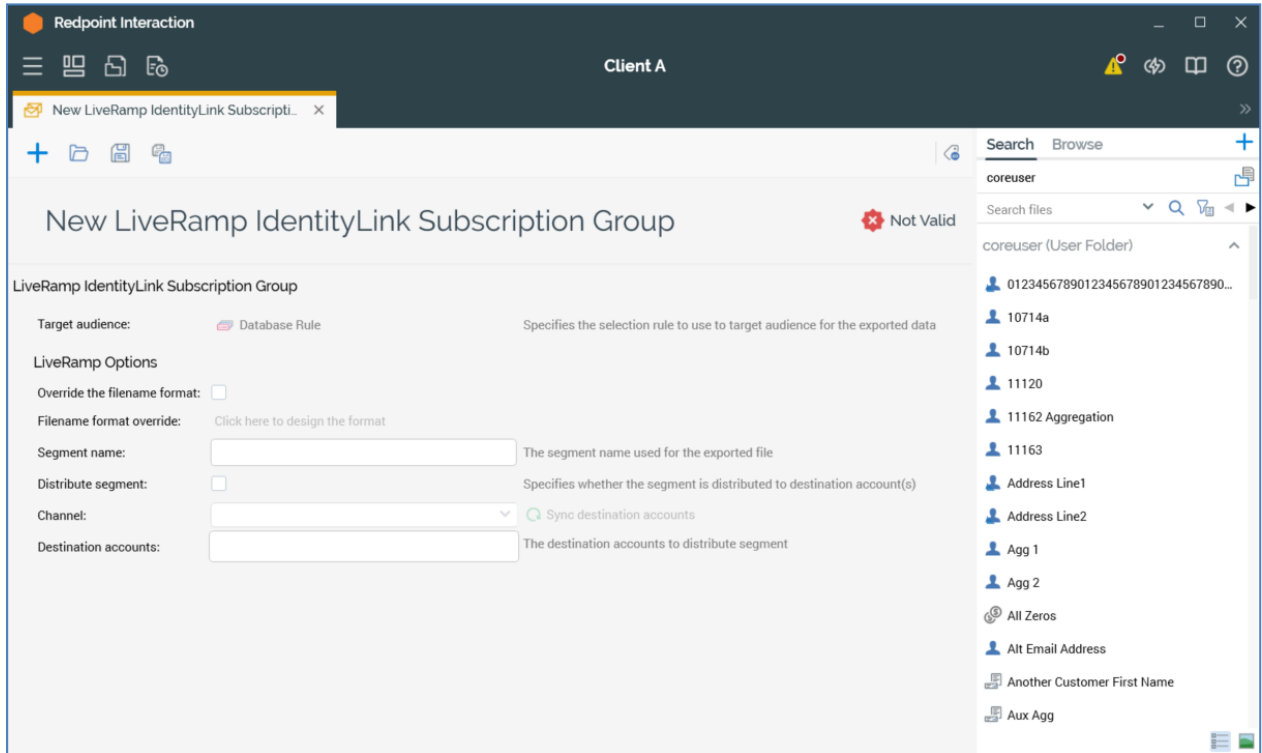 Redpoint Interaction
Client A
New LiveRamp IdentityLink Subscripti...
Search Browse
coreuser
Search files
New LiveRamp IdentityLink Subscription Group
Not Valid
coreuser (User Folder)
LiveRamp IdentityLink Subscription Group
Target audience: Database Rule Specifies the selection rule to use to target audience for the exported data
LiveRamp Options
Override the filename format:
Filename format override: Click here to design the format
Segment name: The segment name used for the exported file
Distribute segment: Specifies whether the segment is distributed to destination account(s)
Channel: Sync destination accounts
Destination accounts: The destination accounts to distribute segment
0123456789012345678901234567890...
10714a
10714b
11120
11162 Aggregation
11163
Address Line1
Address Line2
Agg 1
Agg 2
All Zeros
Alt Email Address
Another Customer First Name
Aux Agg